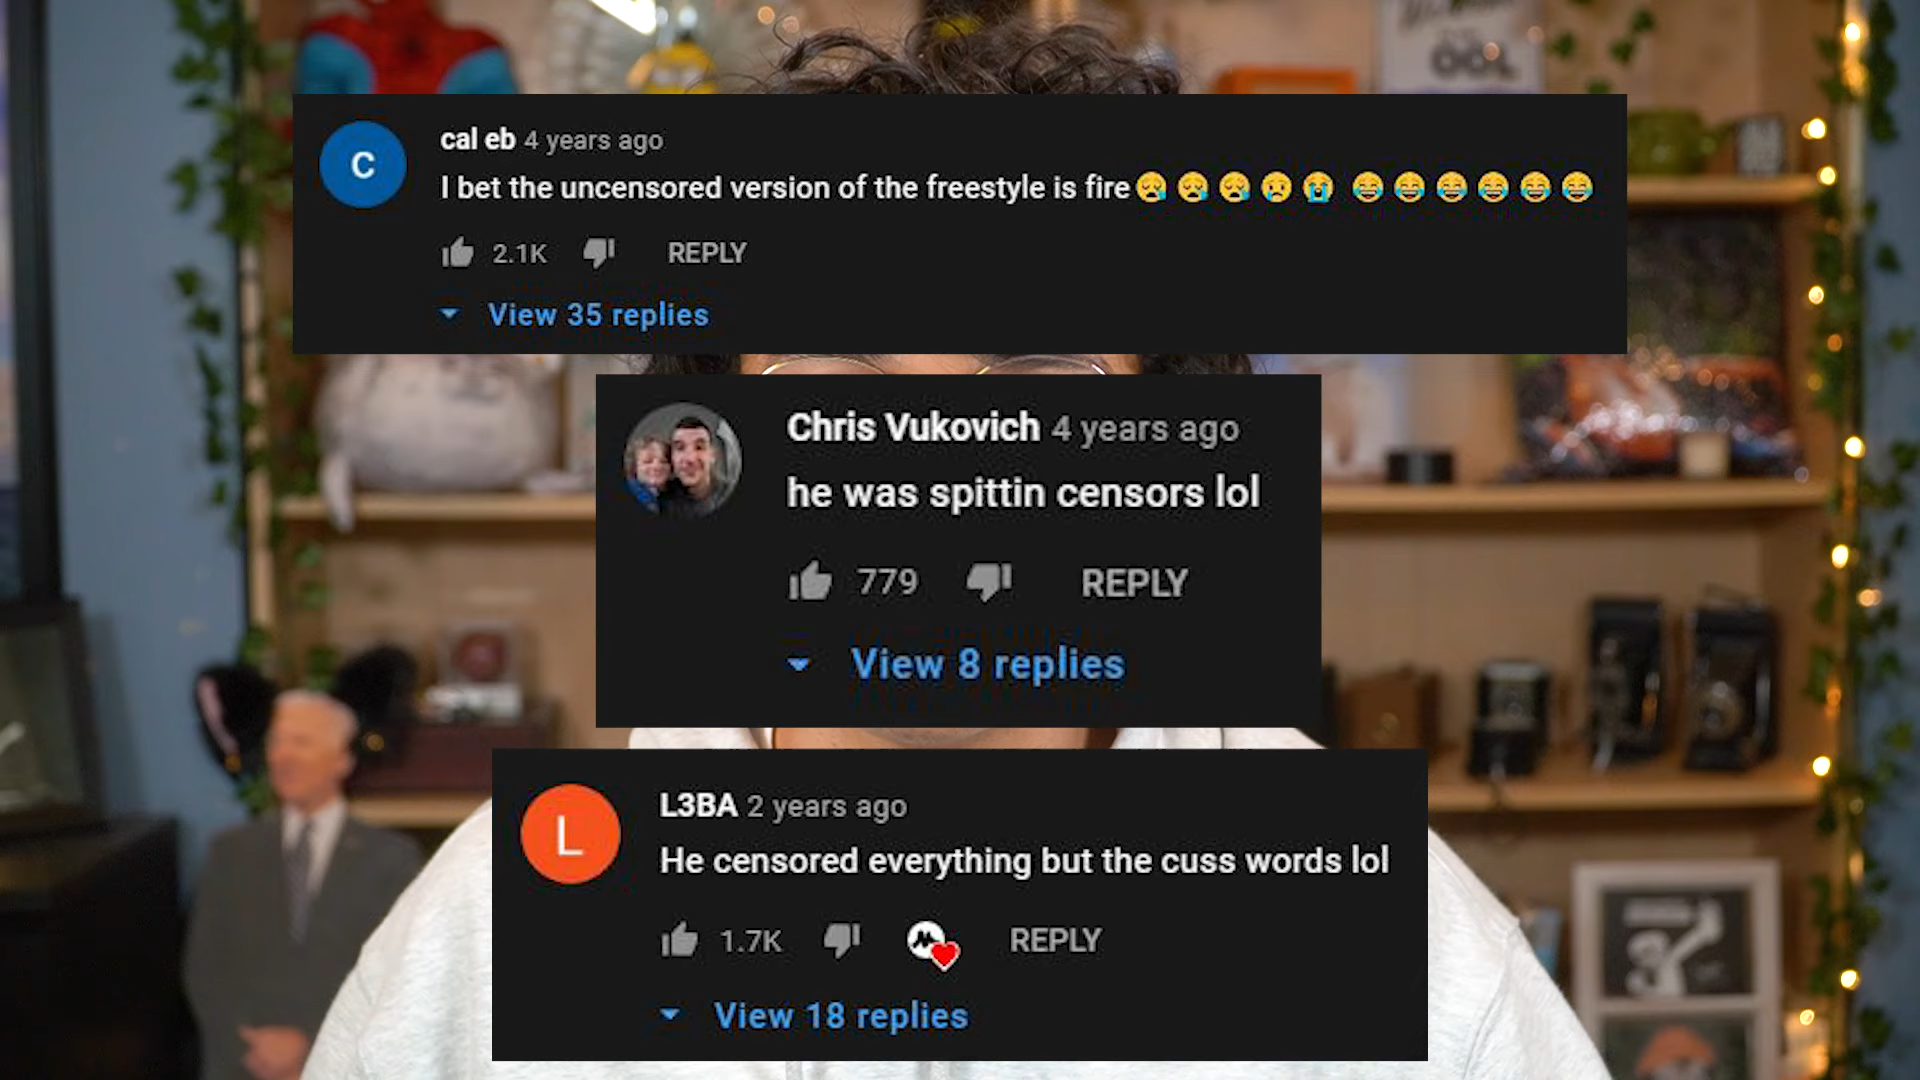 OOL
C
cal eb 4 years ago
I bet the uncensored version of the freestyle is fire😪😪😪😢😭 😂😂😂😂😂😂
2.1K REPLY
View 35 replies
Chris Vukovich 4 years ago
he was spittin censors lol
779 REPLY
View 8 replies
L
L3BA 2 years ago
He censored everything but the cuss words lol
1.7K REPLY
View 18 replies